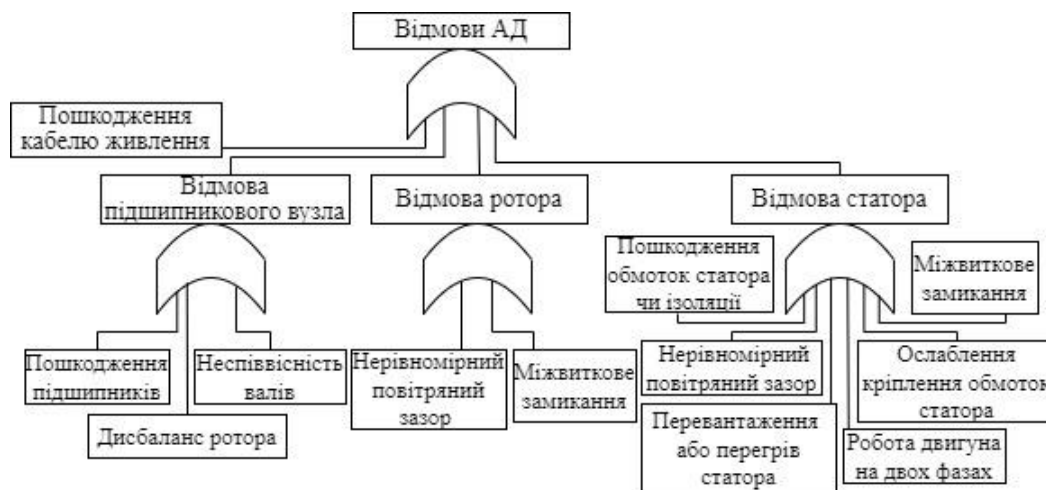 Відмови АД
Пошкодження
кабелю живлення
Відмова
підшипникового вузла
Відмова ротора
Відмова статора
Пошкодження
обмоток статора
чи ізоляції
Міжвиткове
замикання
Пошкодження
підшипників
Неспіввісність
валів
Нерівномірний
повітряний
зазор
Міжвиткове
замикання
Нерівномірний
повітряний зазор
Ослаблення
кріплення обмоток
статора
Дисбаланс ротора
Перевантаження
або перегрів
статора
Робота двигуна
на двох фазах